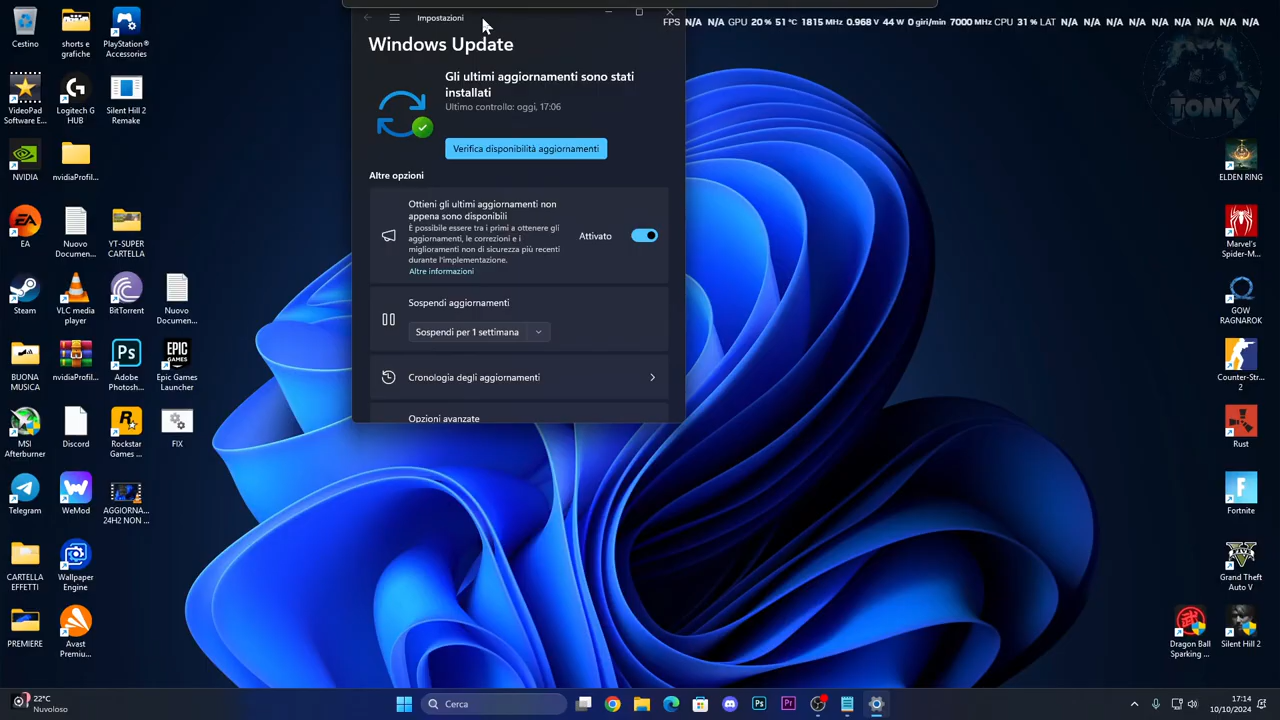 Impostazioni
Windows Update
Gli ultimi aggiornamenti sono stati
installati
Ultimo controllo: oggi, 17:06
Verifica disponibilità aggiornamenti
Altre opzioni
Ottieni gli ultimi aggiornamenti non
appena sono disponibili
È possibile essere tra i primi a ottenere gli
aggiornamenti, le correzioni e i
miglioramenti non di sicurezza più recenti
durante l'implementazione.
Altre informazioni
Attivato
Sospendi aggiornamenti
Sospendi per 1 settimana
Cronologia degli aggiornamenti
Opzioni avanzate
FPS N/A N/A GPU 20 % 51 °C 1815 MHz 0.968 V 44 W 0 giri/min 7000 MHz CPU 31 % LAT N/A N/A N/A N/A N/A N/A
TONY
Cestino
shorts e
grafiche
PlayStation®
Accessories
VideoPad
Software E...
Logitech G
HUB
Silent Hill 2
Remake
NVIDIA
nvidiaProfil...
EA
Nuovo
Documen...
YT-SUPER
CARTELLA
Steam
VLC media
player
BitTorrent
Nuovo
Documen...
BUONA
MUSICA
nvidiaProfil...
Adobe
Photosh...
Epic Games
Launcher
MSI
Afterburner
Discord
Rockstar
Games ...
FIX
Telegram
WeMod
AGGIORNA...
24H2 NON ...
CARTELLA
EFFETTI
Wallpaper
Engine
PREMIERE
Avast
Premiu...
ELDEN RING
Marvel's
Spider-M...
GOW
RAGNAROK
Counter-Str...
2
Rust
Fortnite
Grand Theft
Auto V
Dragon Ball
Sparking ...
Silent Hill 2
22°C
Nuvoloso
Cerca
17:14
10/10/2024